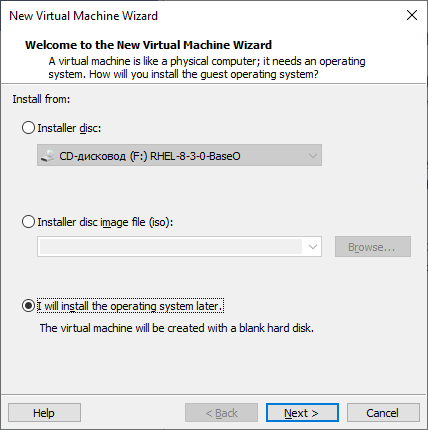 New Virtual Machine Wizard
Welcome to the New Virtual Machine Wizard
A virtual machine is like a physical computer; it needs an operating
system. How will you install the guest operating system?
Install from:
Installer disc:
CD-дисковод (F:) RHEL-8-3-0-BaseO
Installer disc image file (iso):
Browse...
I will install the operating system later.
The virtual machine will be created with a blank hard disk.
Help
< Back
Next >
Cancel